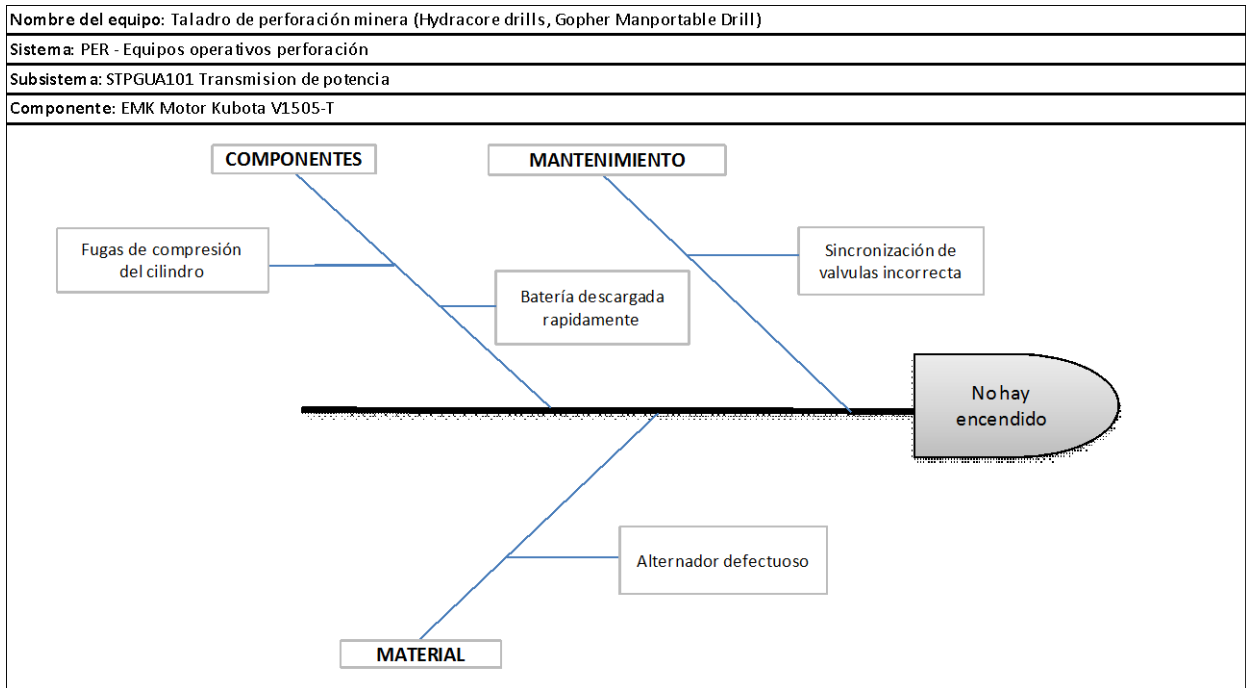 Nombre del equipo: Taladro de perforación minera (Hydracore drills, Gopher Manportable Drill)
Sistema: PER - Equipos operativos perforación
Subsistema: STPGUA101 Transmision de potencia
Componente: EMK Motor Kubota V1505-T
COMPONENTES
MANTENIMIENTO
Fugas de compresión
del cilindro
Sincronización de
valvulas incorrecta
Batería descargada
rapidamente
No hay
encendido
Alternador defectuoso
MATERIAL